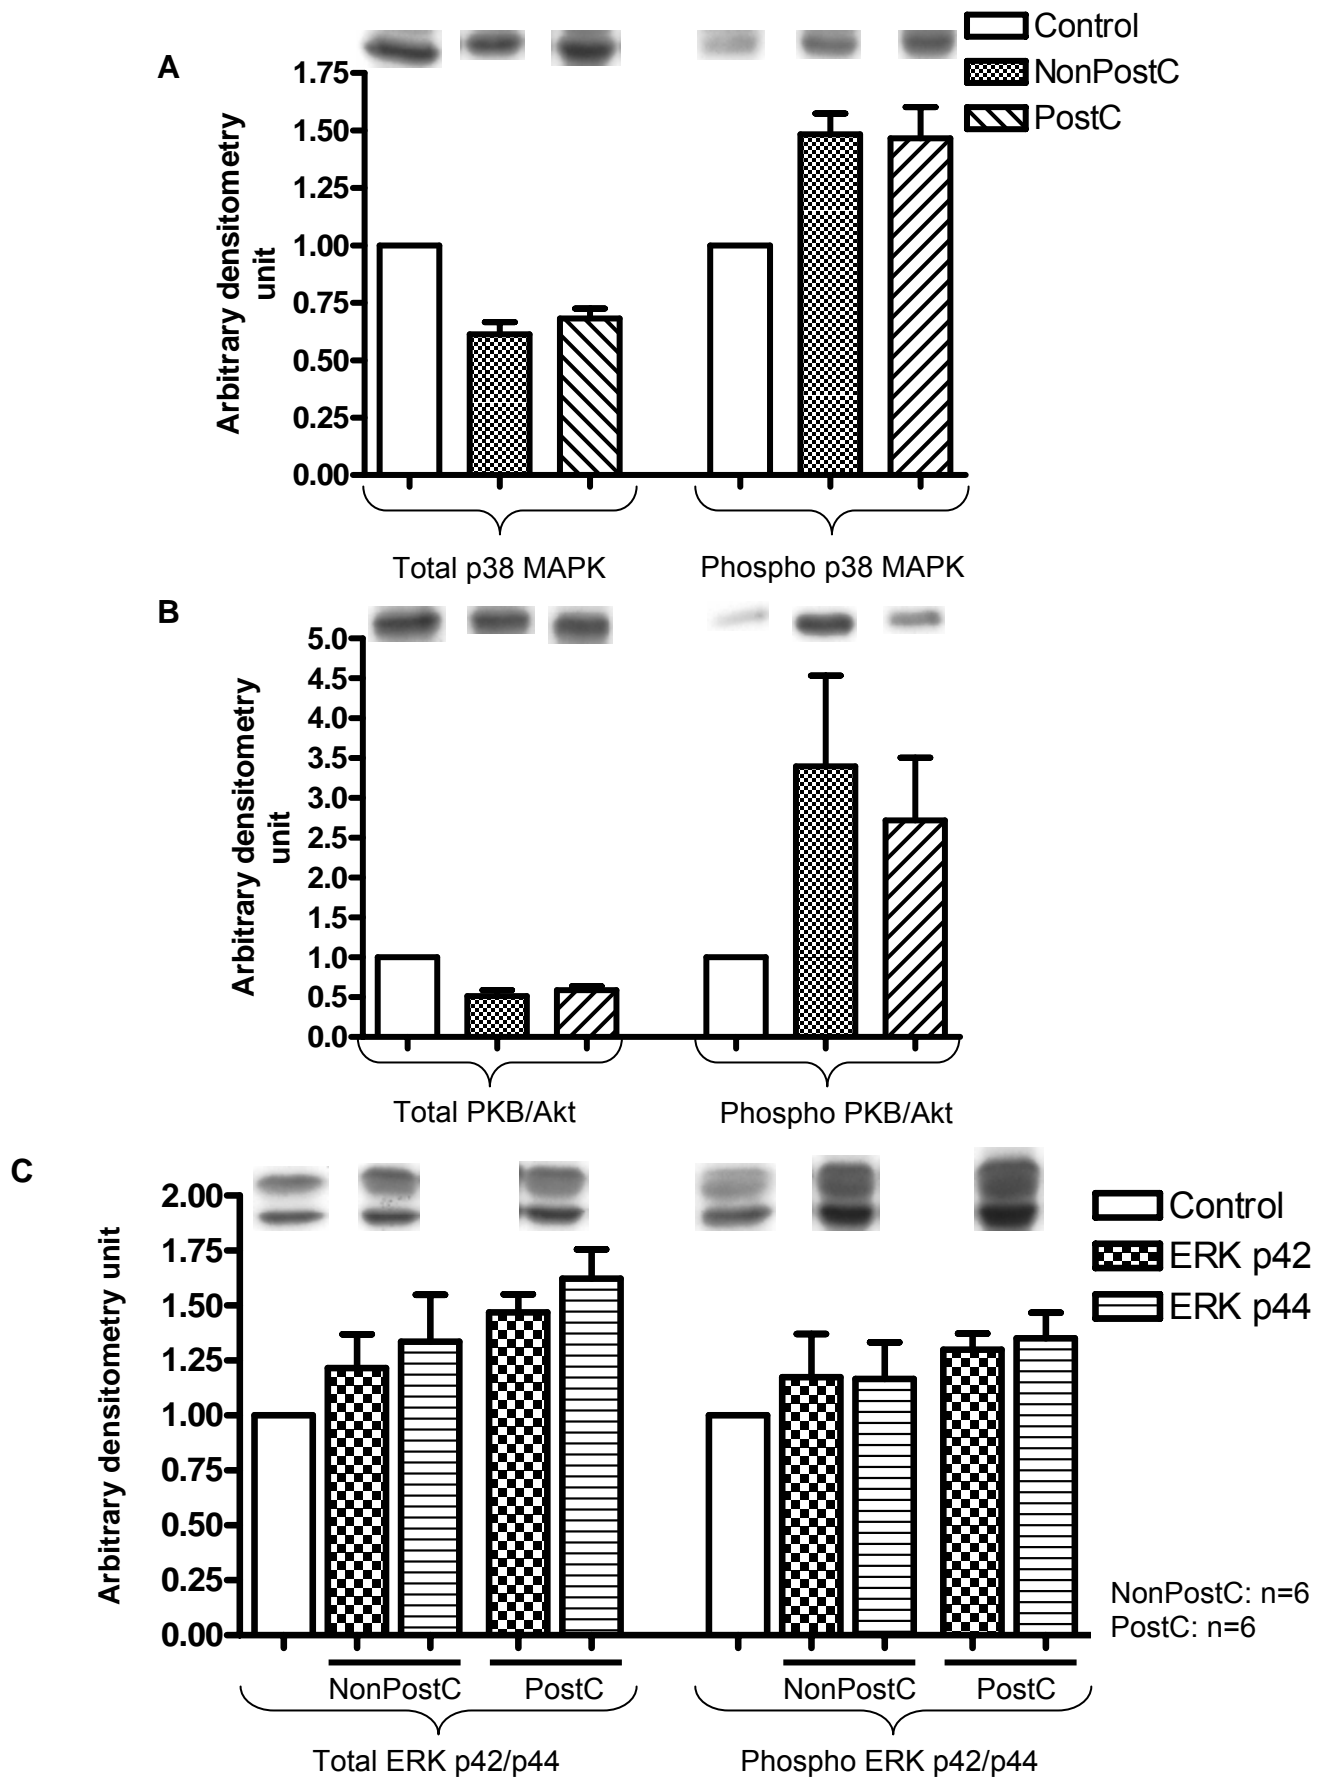 Control
NonPostC
PostC
A
1.75
1.50
1.25
1.00
0.75
0.50
0.25
0.00
Arbitrary densitometry
unit
Total p38 MAPK
Phospho p38 MAPK
B
5.0
4.5
4.0
3.5
3.0
2.5
2.0
1.5
1.0
0.5
0.0
Arbitrary densitometry
unit
Total PKB/Akt
Phospho PKB/Akt
C
2.00
1.75
1.50
1.25
1.00
0.75
0.50
0.25
0.00
Arbitrary densitometry unit
Control
ERK p42
ERK p44
NonPostC: n=6
PostC: n=6
NonPostC
PostC
NonPostC
PostC
Total ERK p42/p44
Phospho ERK p42/p44